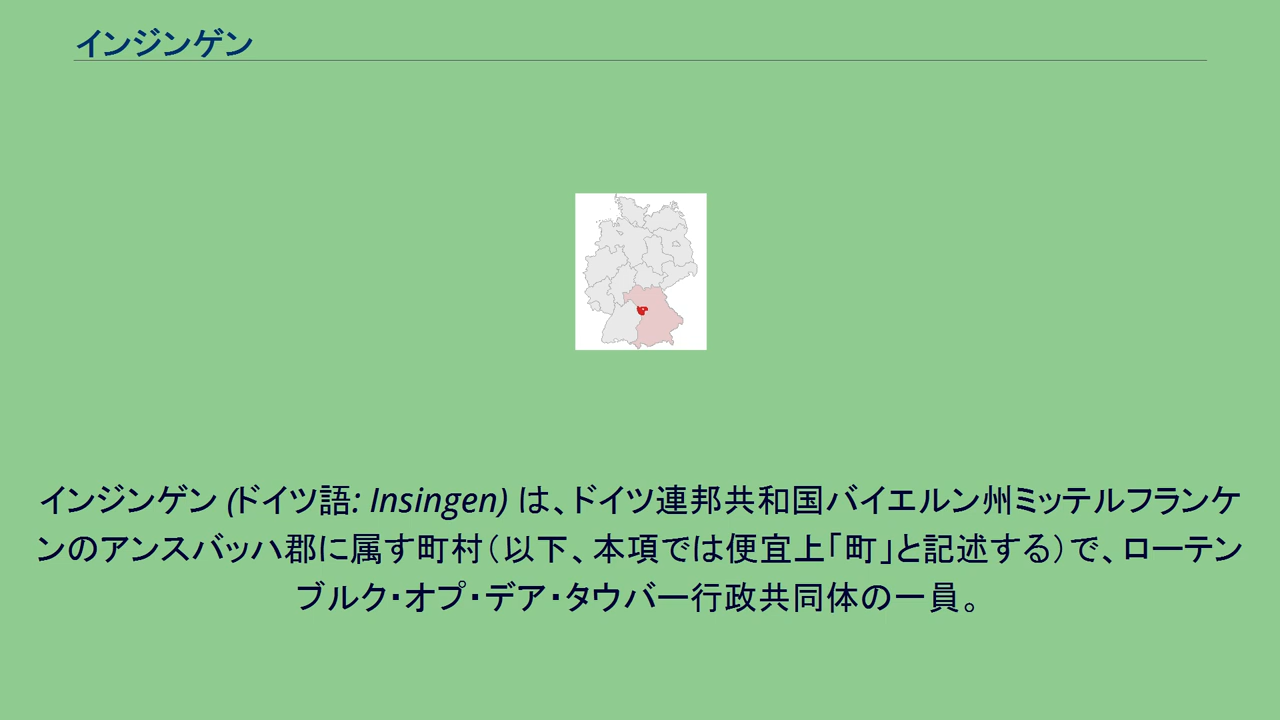 インジンゲン
インジンゲン (ドイツ語: Insingen) は、ドイツ連邦共和国バイエルン州ミッテルフランケ
ンのアンスバッハ郡に属す町村（以下、本項では便宜上「町」と記述する）で、ローテン
ブルク・オプ・デア・タウバー行政共同体の一員。